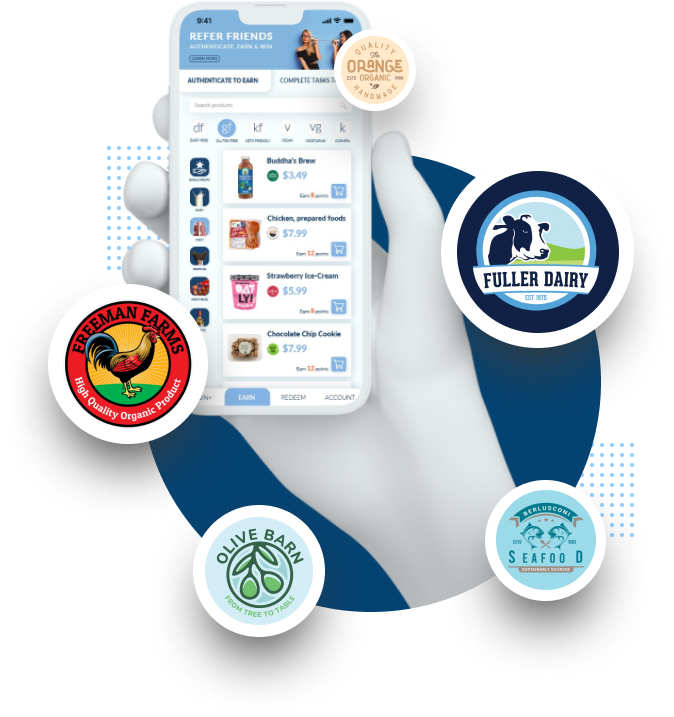 9:41
REFER FRIENDS
AUTHENTICATE, EARN & WIN
LEARN MORE
AUTHENTICATE TO EARN
COMPLETE TASKS T
Search products
df
gf
kf
v
vg
k
DAIRY FREE
GLUTEN FREE
KETO FRIENDLY
VEGAN
VEGETARIAN
KOSHER
Buddha's Brew
$3.49
Earn 8 points
Chicken, prepared foods
$7.99
Earn 12 points
Strawberry Ice-Cream
OAT
LY!
$5.99
Earn 8 points
Chocolate Chip Cookie
$7.99
Earn 12 points
EARN
REDEEM
ACCOUNT
QUALITY
The
ORANGE
ESTD
ORGANIC
HANDMADE
FULLER DAIRY
EST 1975
FREEMAN FARMS
High Quality Organic Product
OLIVE BARN
FROM TREE TO TABLE
BERLUSCONI
ESTD
SEAFOOD
SUSTAINABLY SOURCED